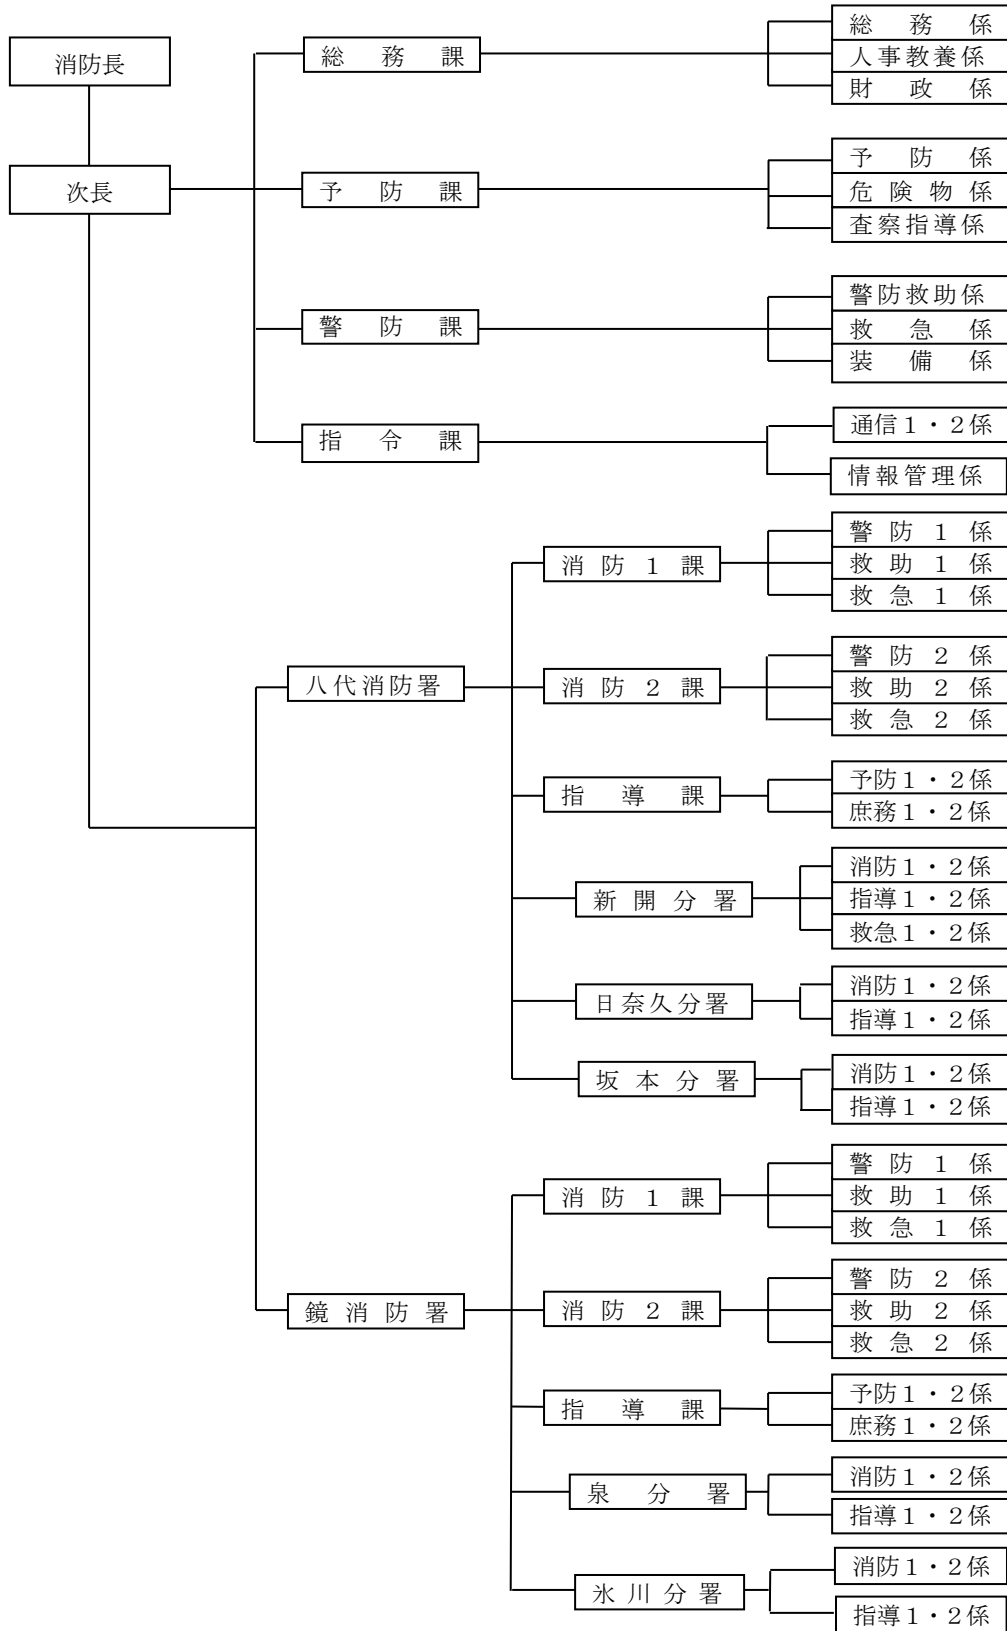 消防長
次長
総務課
総務係
人事教養係
財政係
予防課
予防係
危険物係
査察指導係
警防課
警防救助係
救急係
装備係
指令課
通信１・２係
情報管理係
八代消防署
消防１課
警防１係
救助１係
救急１係
消防２課
警防２係
救助２係
救急２係
指導課
予防１・２係
庶務１・２係
新開分署
消防１・２係
指導１・２係
救急１・２係
日奈久分署
消防１・２係
指導１・２係
坂本分署
消防１・２係
指導１・２係
鏡消防署
消防１課
警防１係
救助１係
救急１係
消防２課
警防２係
救助２係
救急２係
指導課
予防１・２係
庶務１・２係
泉分署
消防１・２係
指導１・２係
氷川分署
消防１・２係
指導１・２係